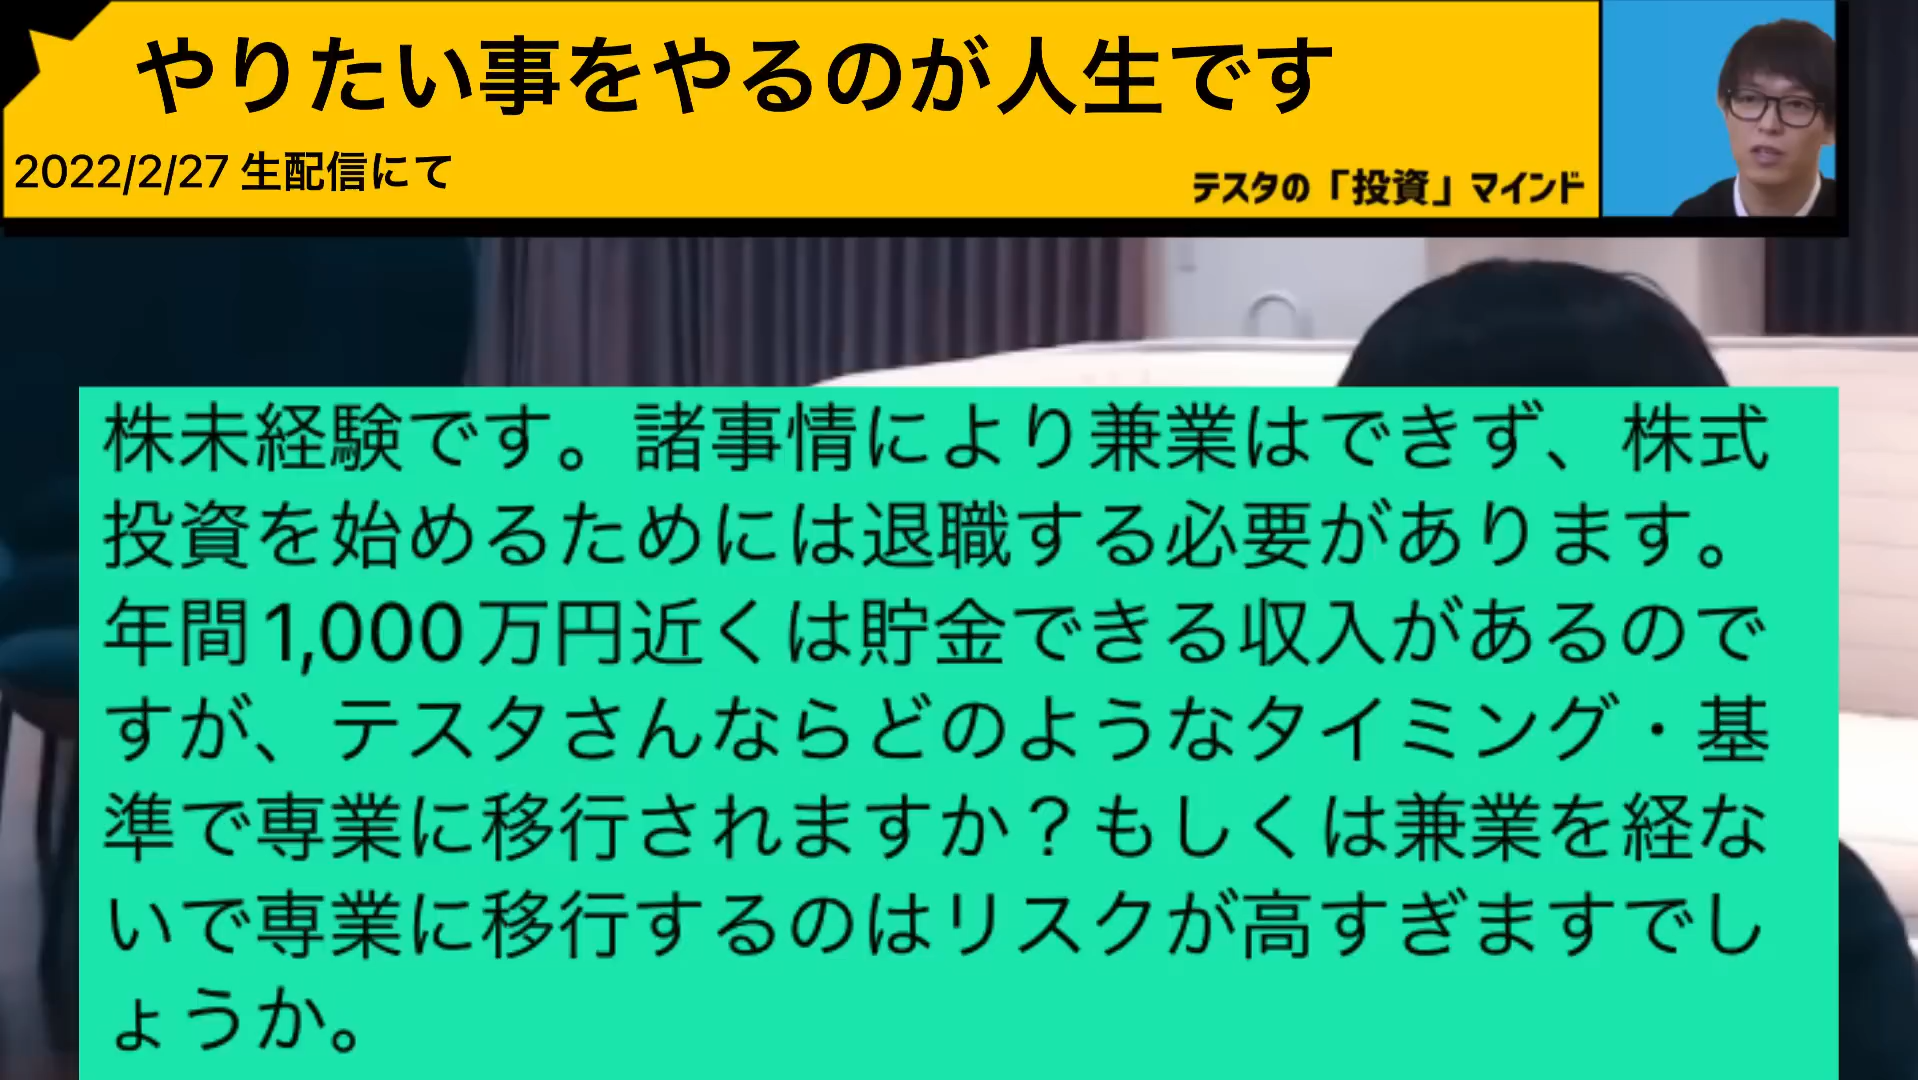 やりたい事をやるのが人生です
2022/2/27 生配信にて
テスタの「投資」マインド
株未経験です。諸事情により兼業はできず、株式
投資を始めるためには退職する必要があります。
年間1,000万円近くは貯金できる収入があるので
すが、テスタさんならどのようなタイミング・基
準で専業に移行されますか？もしくは兼業を経な
いで専業に移行するのはリスクが高すぎますでし
ょうか。